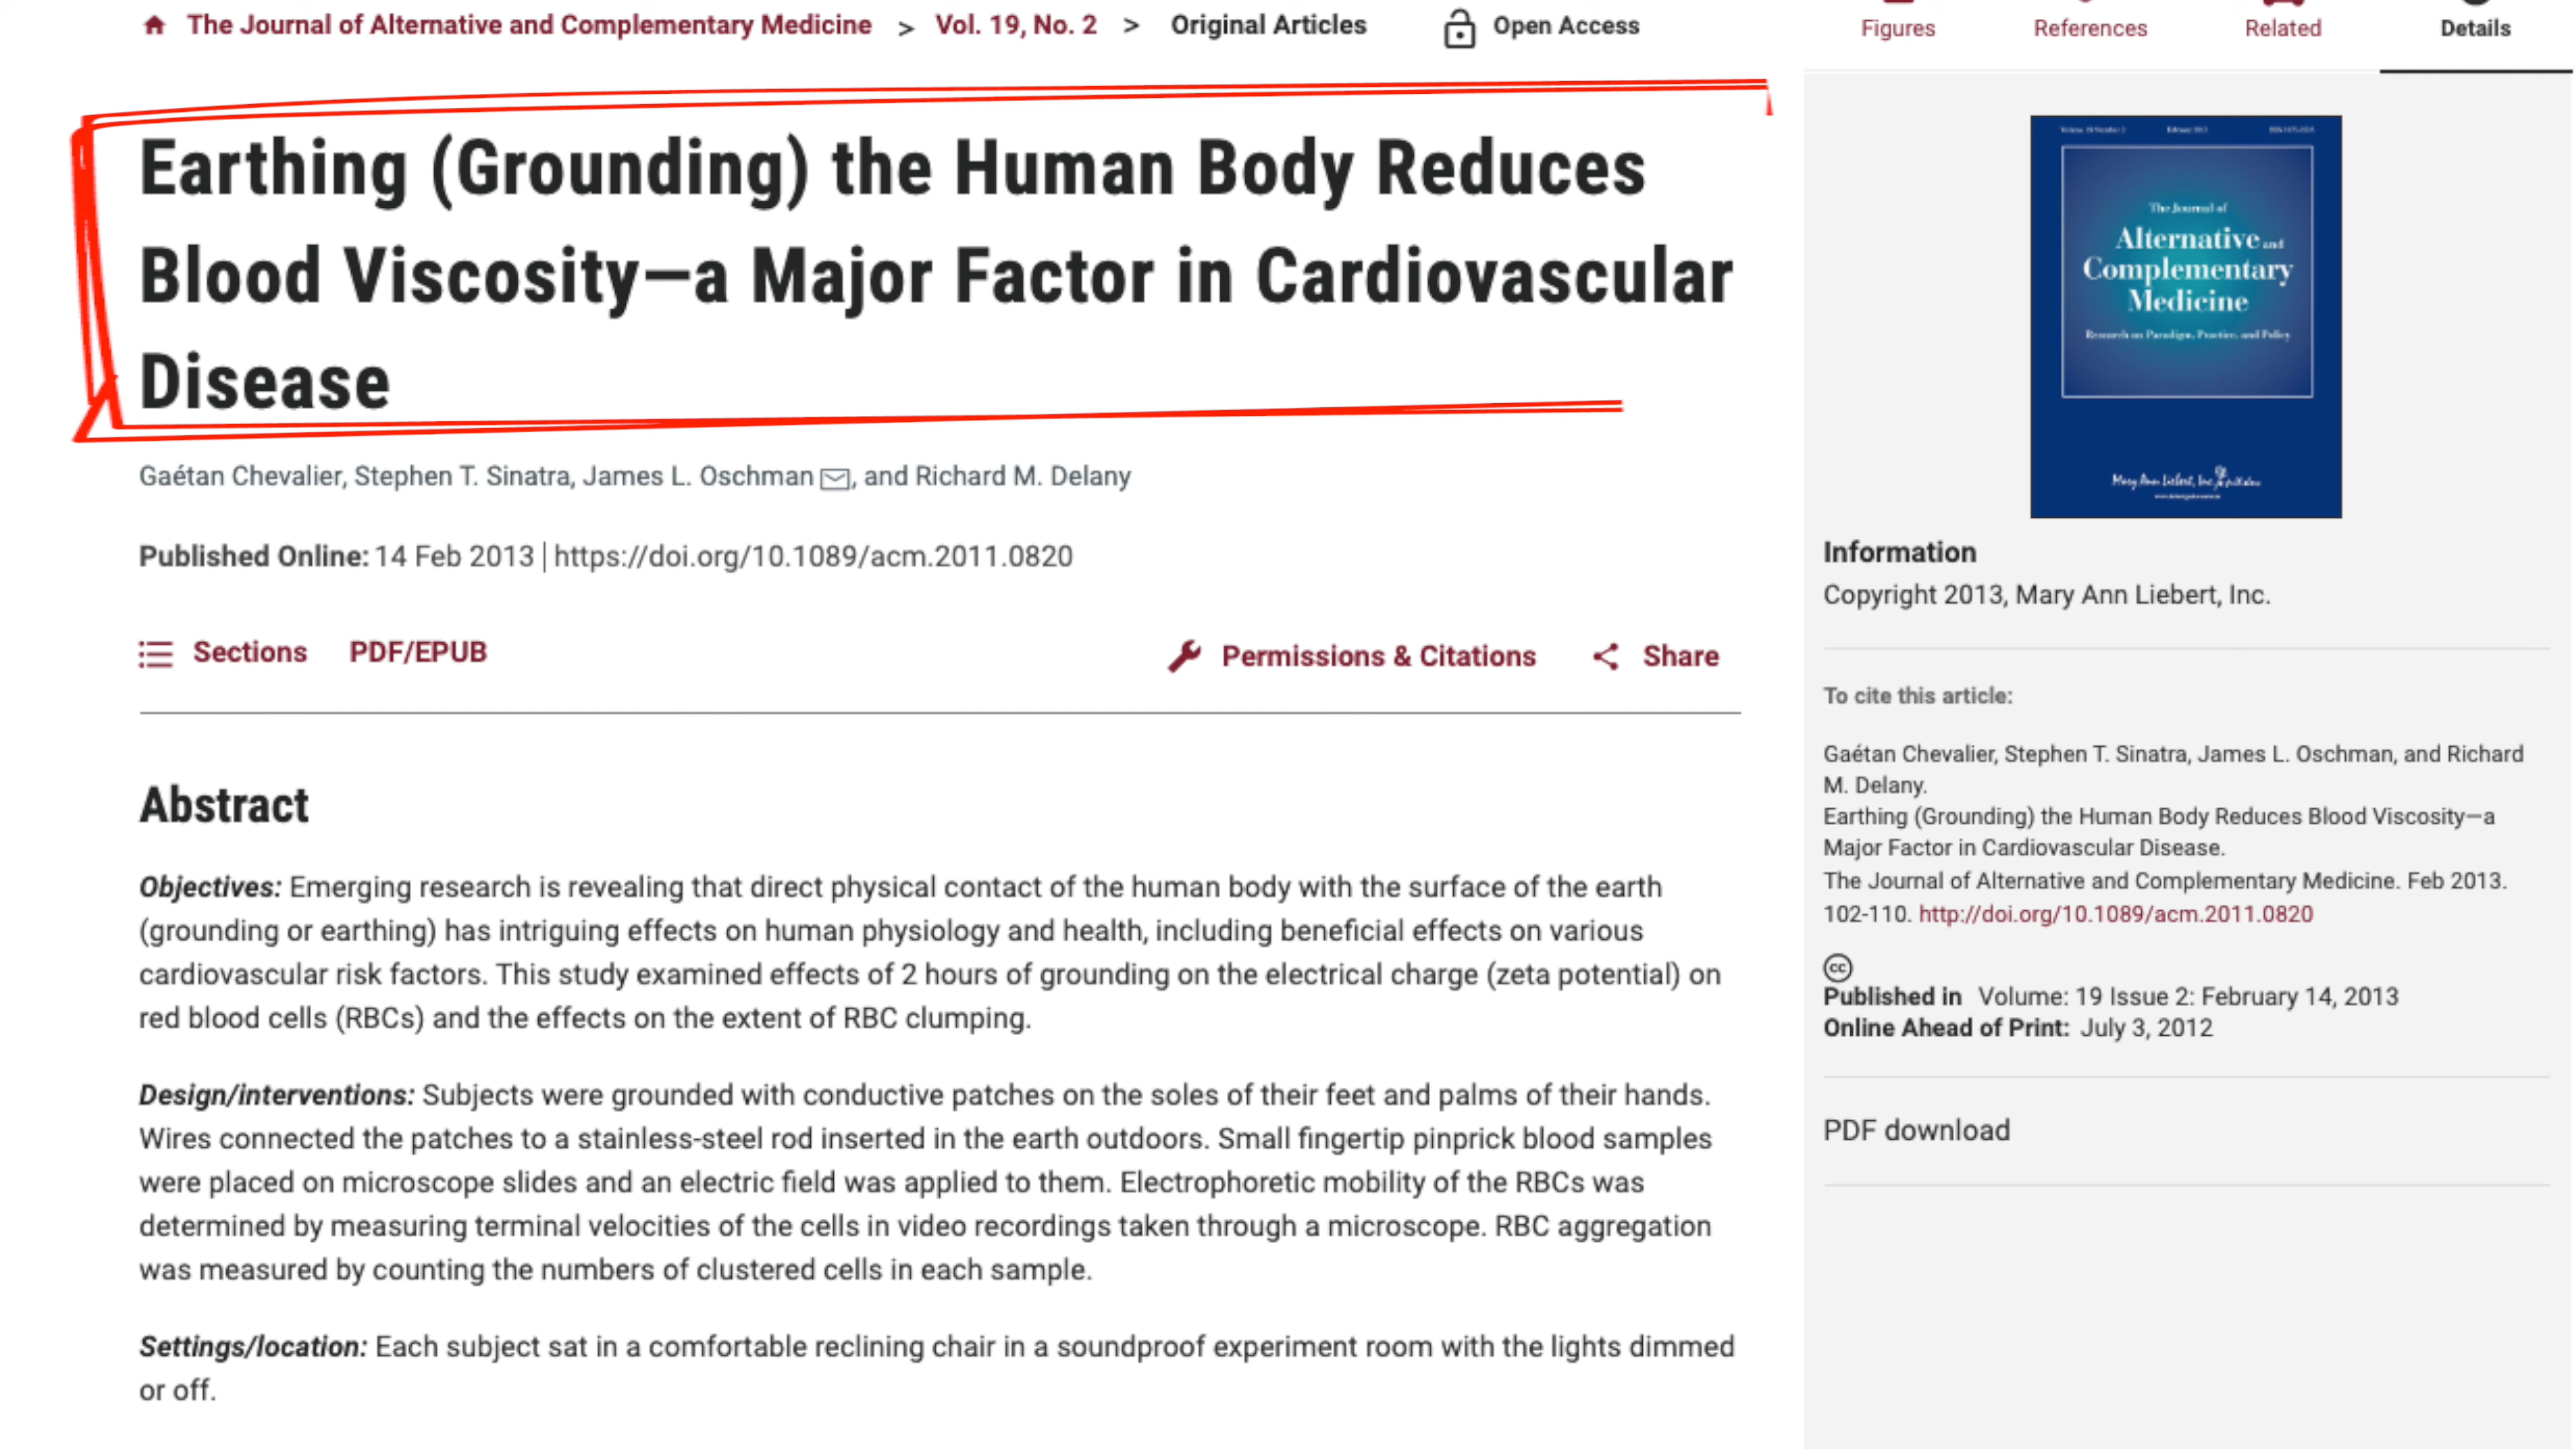 The Journal of Alternative and Complementary Medicine > Vol. 19, No. 2 > Original Articles Open Access
Figures References Related Details
Earthing (Grounding) the Human Body Reduces
Blood Viscosity—a Major Factor in Cardiovascular
Disease
Gaétan Chevalier, Stephen T. Sinatra, James L. Oschman, and Richard M. Delany
Published Online: 14 Feb 2013 | https://doi.org/10.1089/acm.2011.0820
Sections PDF/EPUB Permissions & Citations Share
Abstract
Objectives: Emerging research is revealing that direct physical contact of the human body with the surface of the earth
(grounding or earthing) has intriguing effects on human physiology and health, including beneficial effects on various
cardiovascular risk factors. This study examined effects of 2 hours of grounding on the electrical charge (zeta potential) on
red blood cells (RBCs) and the effects on the extent of RBC clumping.
Design/interventions: Subjects were grounded with conductive patches on the soles of their feet and palms of their hands.
Wires connected the patches to a stainless-steel rod inserted in the earth outdoors. Small fingertip pinprick blood samples
were placed on microscope slides and an electric field was applied to them. Electrophoretic mobility of the RBCs was
determined by measuring terminal velocities of the cells in video recordings taken through a microscope. RBC aggregation
was measured by counting the numbers of clustered cells in each sample.
Settings/location: Each subject sat in a comfortable reclining chair in a soundproof experiment room with the lights dimmed
or off.
The Journal of
Alternative and
Complementary
Medicine
Research on Paradigm, Practice, and Policy
Mary Ann Liebert, Inc.
Information
Copyright 2013, Mary Ann Liebert, Inc.
To cite this article:
Gaétan Chevalier, Stephen T. Sinatra, James L. Oschman, and Richard
M. Delany.
Earthing (Grounding) the Human Body Reduces Blood Viscosity—a
Major Factor in Cardiovascular Disease.
The Journal of Alternative and Complementary Medicine. Feb 2013.
102-110. http://doi.org/10.1089/acm.2011.0820
cc
Published in Volume: 19 Issue 2: February 14, 2013
Online Ahead of Print: July 3, 2012
PDF download